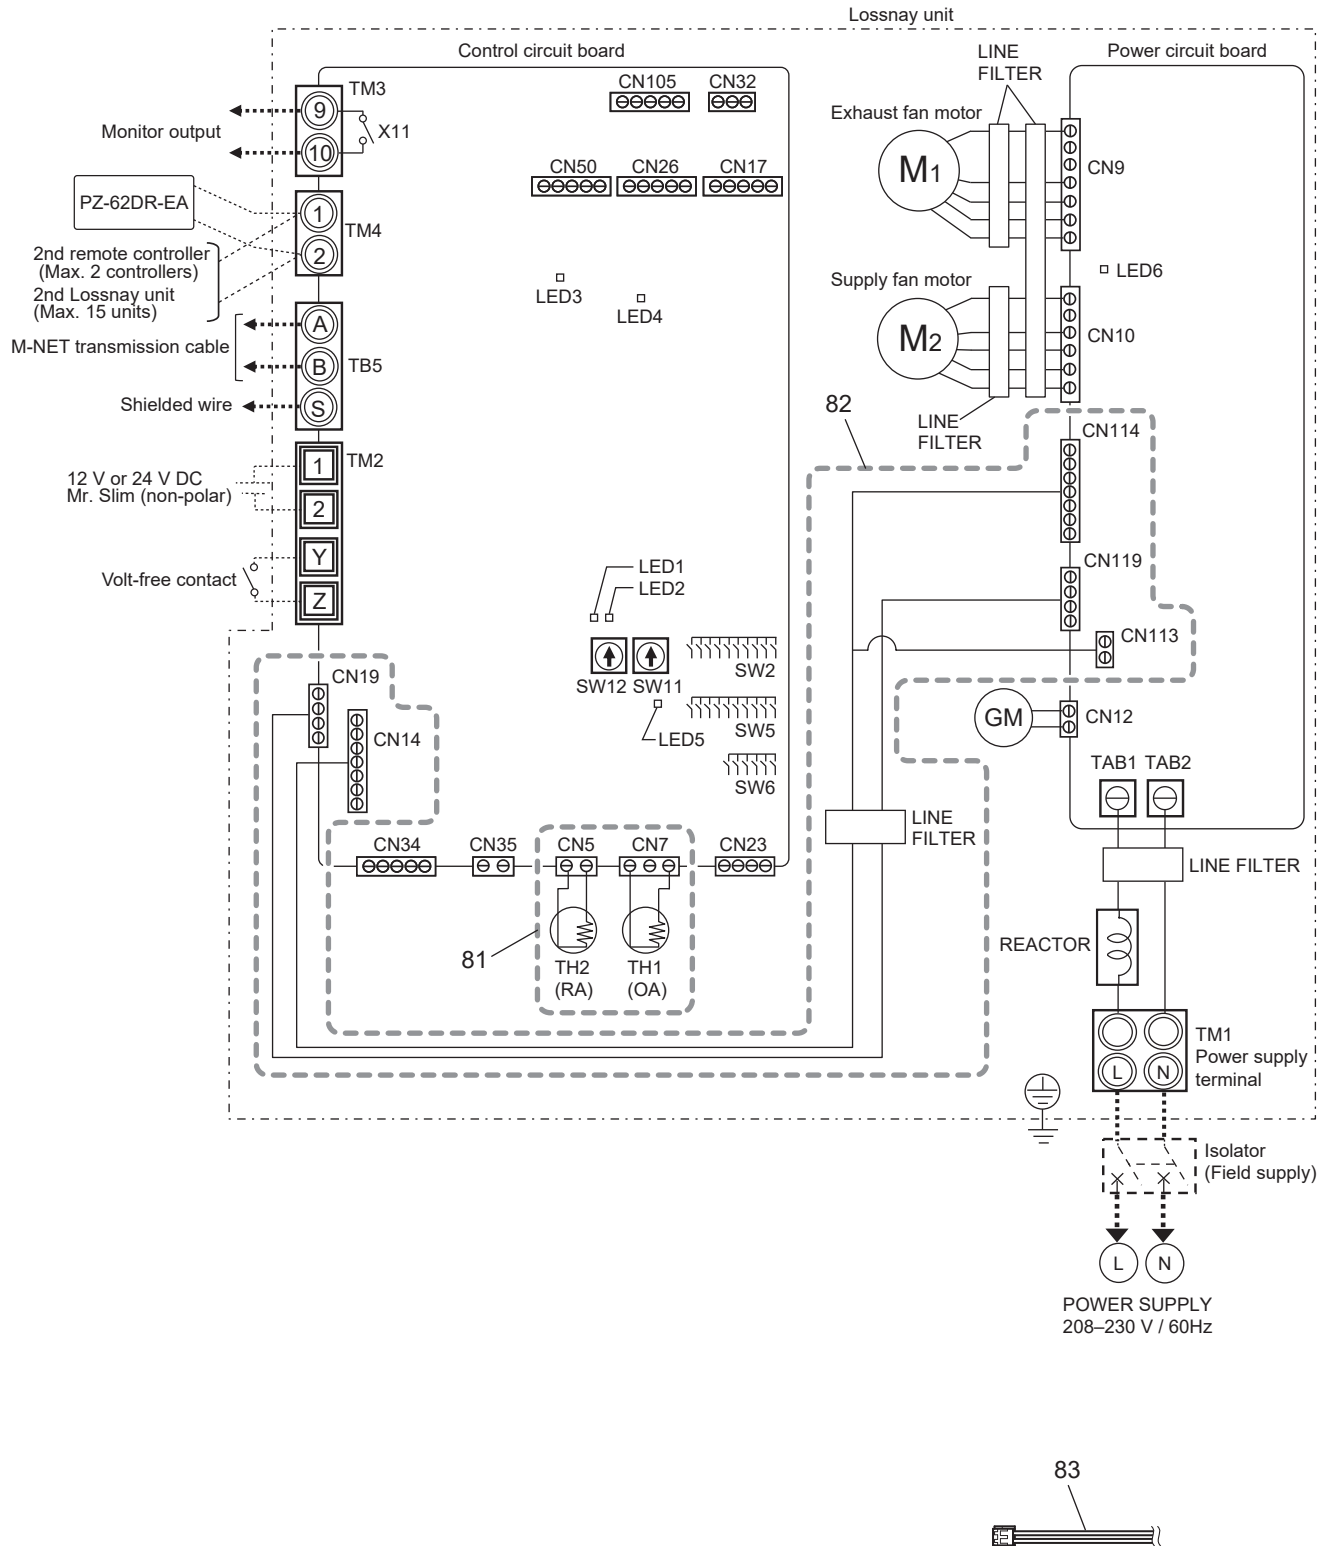 Lossnay unit
Control circuit board
LINE
FILTER
Power circuit board
TM3
CN105
CN32
9
Monitor output
X11
10
Exhaust fan motor
M1
CN9
CN50
CN26
CN17
PZ-62DR-EA
1
TM4
2
2nd remote controller
(Max. 2 controllers)
2nd Lossnay unit
(Max. 15 units)
LED3
LED4
LED6
Supply fan motor
M2
CN10
A
M-NET transmission cable
B
TB5
Shielded wire
S
82
LINE
FILTER
CN114
1
TM2
12 V or 24 V DC
Mr. Slim (non-polar)
2
Y
Volt-free contact
Z
LED1
LED2
CN119
CN113
SW12
SW11
SW2
CN19
CN14
LED5
SW5
SW6
GM
CN12
TAB1
TAB2
LINE
FILTER
CN34
CN35
CN5
CN7
CN23
LINE FILTER
81
TH2
(RA)
TH1
(OA)
REACTOR
TM1
Power supply
terminal
L
N
Isolator
(Field supply)
L
N
POWER SUPPLY
208–230 V / 60Hz
83